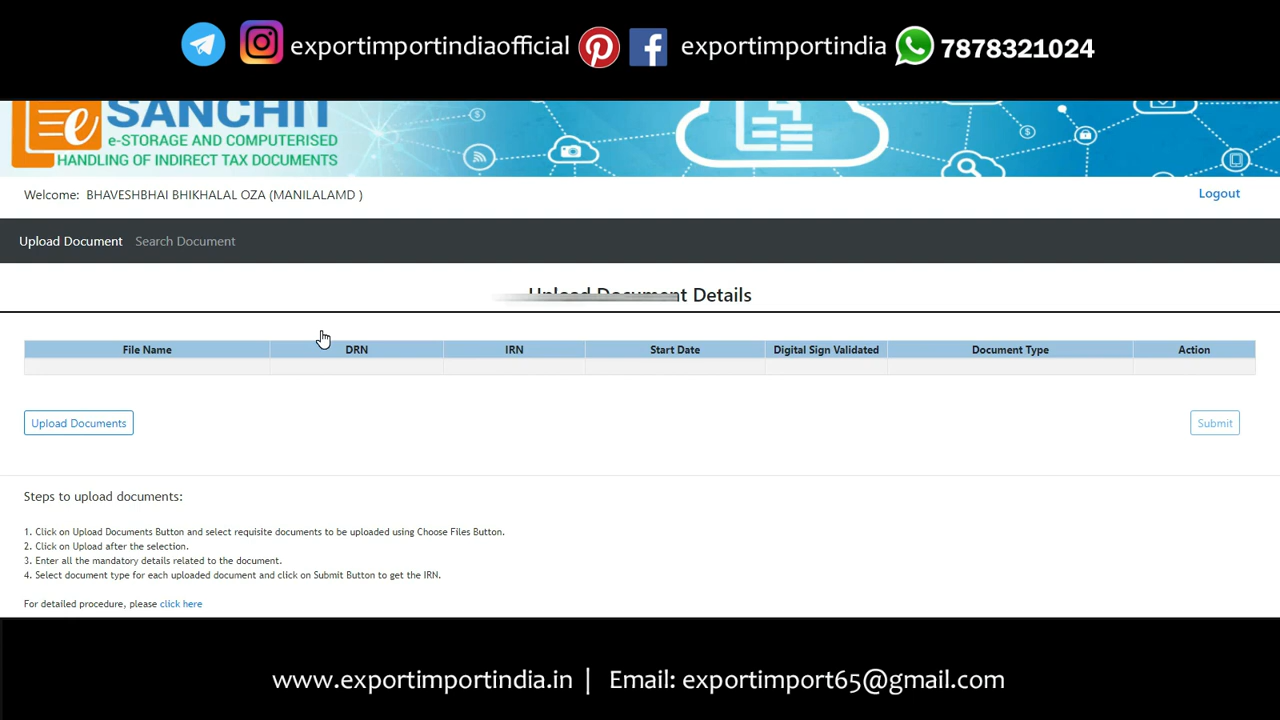 exportimportindiaofficial exportimportindia 7878321024
SANCHIT
e-STORAGE AND COMPUTERISED
HANDLING OF INDIRECT TAX DOCUMENTS
Welcome: BHAVESHBHAI BHIKHALAL OZA (MANILALAMD )
Logout
Upload Document Search Document
Upload Document Details
File Name DRN IRN Start Date Digital Sign Validated Document Type Action
Upload Documents Submit
Steps to upload documents:
1. Click on Upload Documents Button and select requisite documents to be uploaded using Choose Files Button.
2. Click on Upload after the selection.
3. Enter all the mandatory details related to the document.
4. Select document type for each uploaded document and click on Submit Button to get the IRN.
For detailed procedure, please click here
www.exportimportindia.in | Email: exportimport65@gmail.com